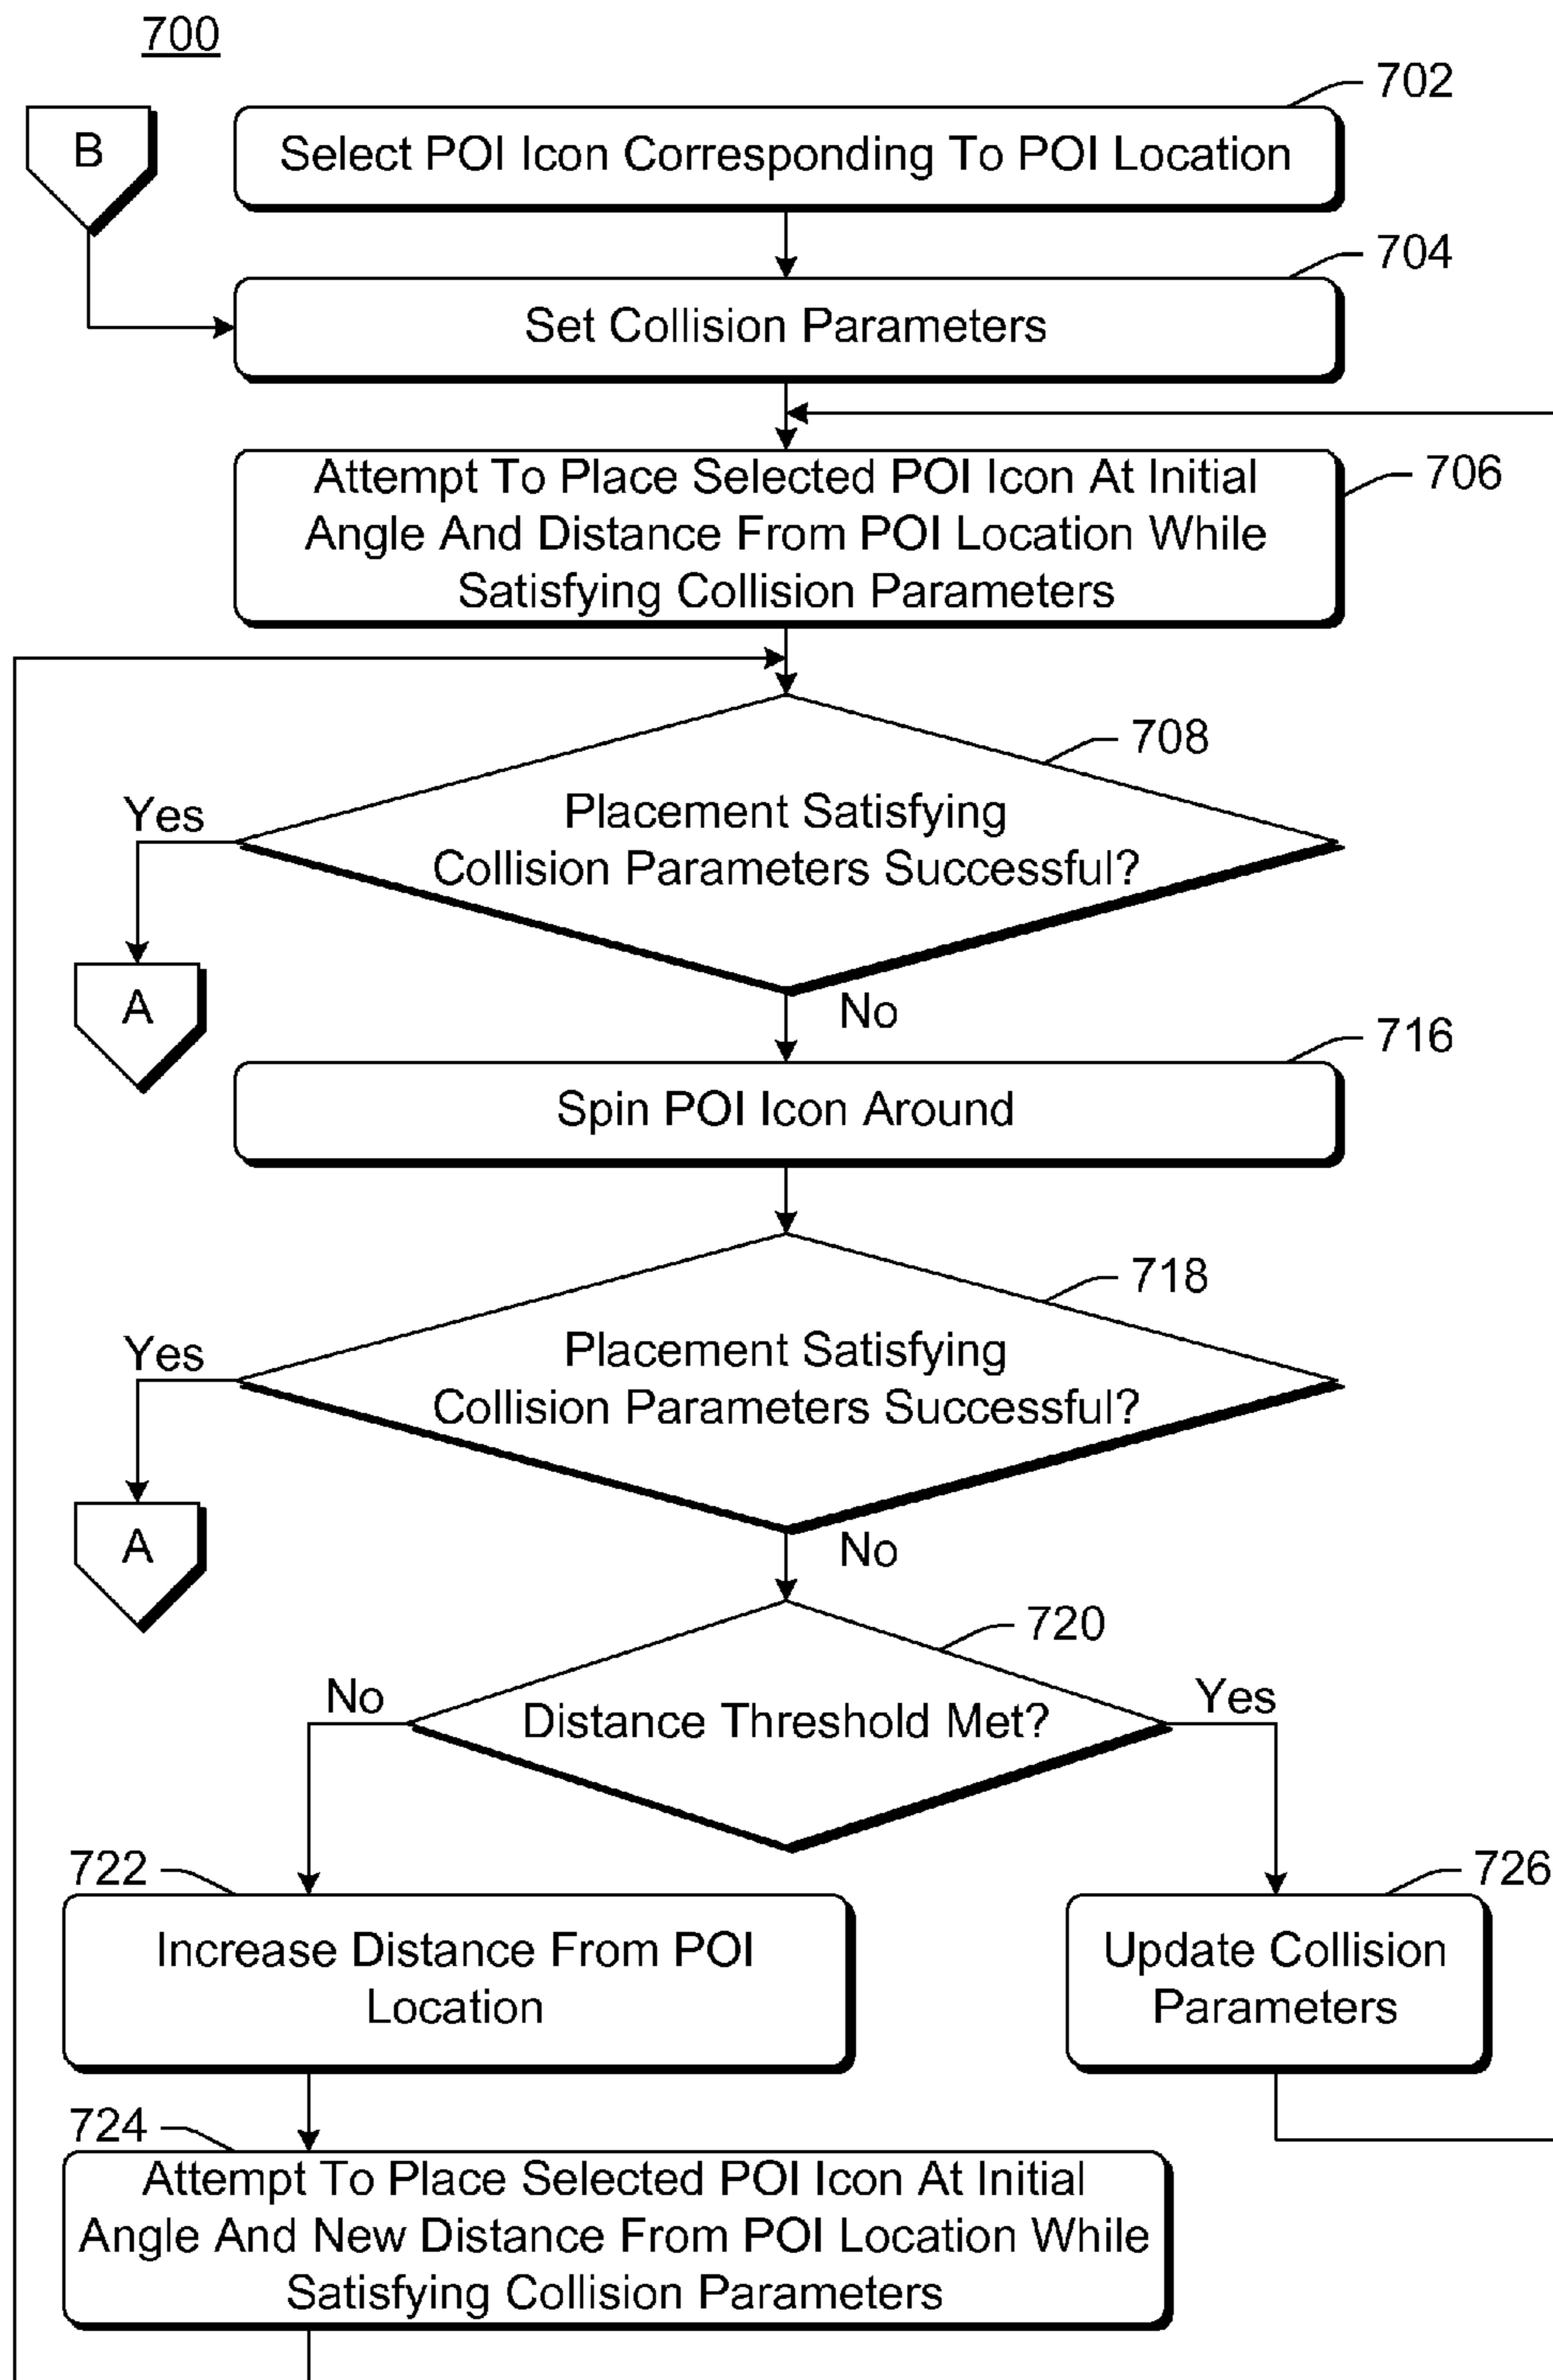 700
702
B
Select POI Icon Corresponding To POI Location
704
Set Collision Parameters
706
Attempt To Place Selected POI Icon At Initial
Angle And Distance From POI Location While
Satisfying Collision Parameters
708
Yes
Placement Satisfying
Collision Parameters Successful?
A
No
716
Spin POI Icon Around
718
Yes
Placement Satisfying
Collision Parameters Successful?
A
No
720
No
Yes
Distance Threshold Met?
722
726
Increase Distance From POI
Location
Update Collision
Parameters
724
Attempt To Place Selected POI Icon At Initial
Angle And New Distance From POI Location While
Satisfying Collision Parameters